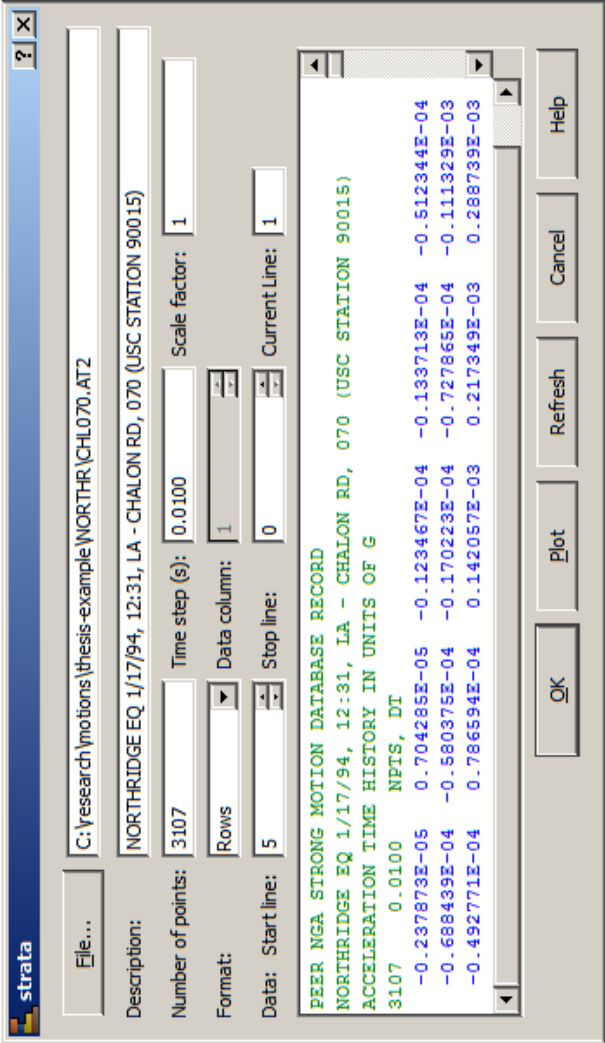 strata
File... C:\research\motions\thesis-example\NORTHR\CHL070.AT2
Description: NORTHRIDGE EQ 1/17/94, 12:31, LA - CHALON RD, 070 (USC STATION 90015)
Number of points: 3107 Time step (s): 0.0100 Scale factor: 1
Format: Rows Data column: 1
Data: Start line: 5 Stop line: 0 Current Line: 1
PEER NGA STRONG MOTION DATABASE RECORD
NORTHRIDGE EQ 1/17/94, 12:31, LA - CHALON RD, 070 (USC STATION 90015)
ACCELERATION TIME HISTORY IN UNITS OF G
3107 0.0100 NPTS, DT
-0.237873E-05 0.704285E-05 -0.123467E-04 -0.133713E-04 -0.512344E-04
-0.688439E-04 -0.580375E-04 -0.170223E-04 -0.727865E-04 -0.111329E-03
-0.492771E-04 0.786594E-04 0.142057E-03 0.217349E-03 0.288739E-03
OK Plot Refresh Cancel Help